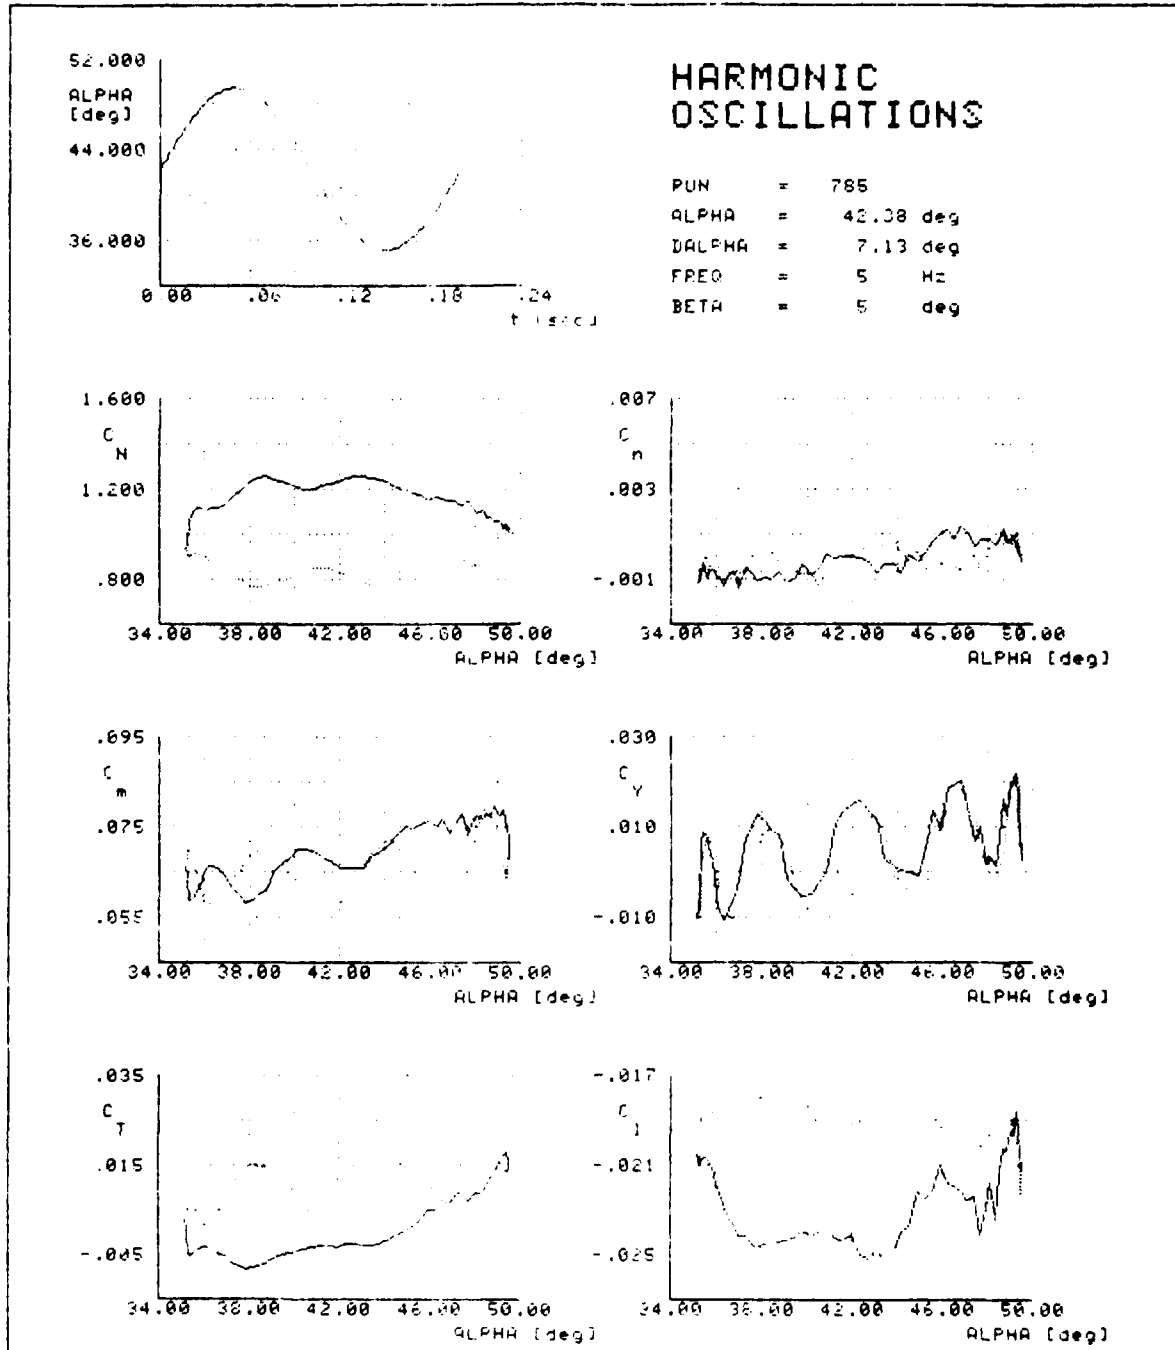 HARMONIC
OSCILLATIONS
52.000
ALPHA
[deg]
44.000
36.000
0.00 .06 .12 .18 .24
RUN = 785
ALPHA = 42.38 deg
DALPHA = 7.13 deg
FREQ = 5 Hz
BETA = 5 deg
1.600
C N
1.200
.800
34.00 38.00 42.00 46.00 50.00
ALPHA [deg]
.007
C n
.003
-.001
34.00 38.00 42.00 46.00 50.00
ALPHA [deg]
.095
C m
.075
.055
34.00 38.00 42.00 46.00 50.00
ALPHA [deg]
.030
C Y
.010
-.010
34.00 38.00 42.00 46.00 50.00
ALPHA [deg]
.035
C T
.015
-.005
34.00 38.00 42.00 46.00 50.00
ALPHA [deg]
-.017
C l
-.021
-.025
34.00 38.00 42.00 46.00 50.00
ALPHA [deg]